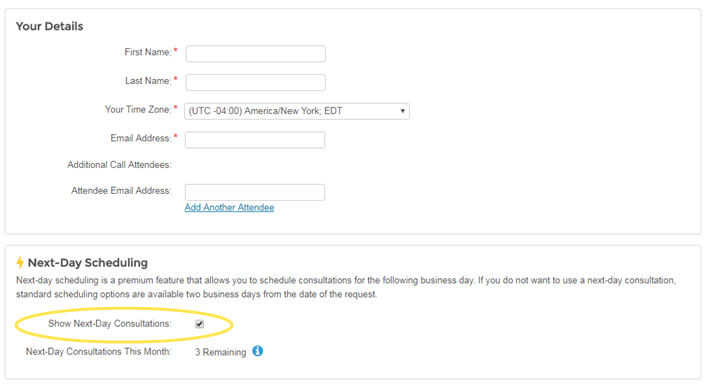 Your Details
First Name: *
Last Name: *
Your Time Zone: * (UTC -04:00) America/New York; EDT
Email Address: *
Additional Call Attendees:
Attendee Email Address:
Add Another Attendee
Next-Day Scheduling
Next-day scheduling is a premium feature that allows you to schedule consultations for the following business day. If you do not want to use a next-day consultation,
standard scheduling options are available two business days from the date of the request.
Show Next-Day Consultations:
Next-Day Consultations This Month: 3 Remaining